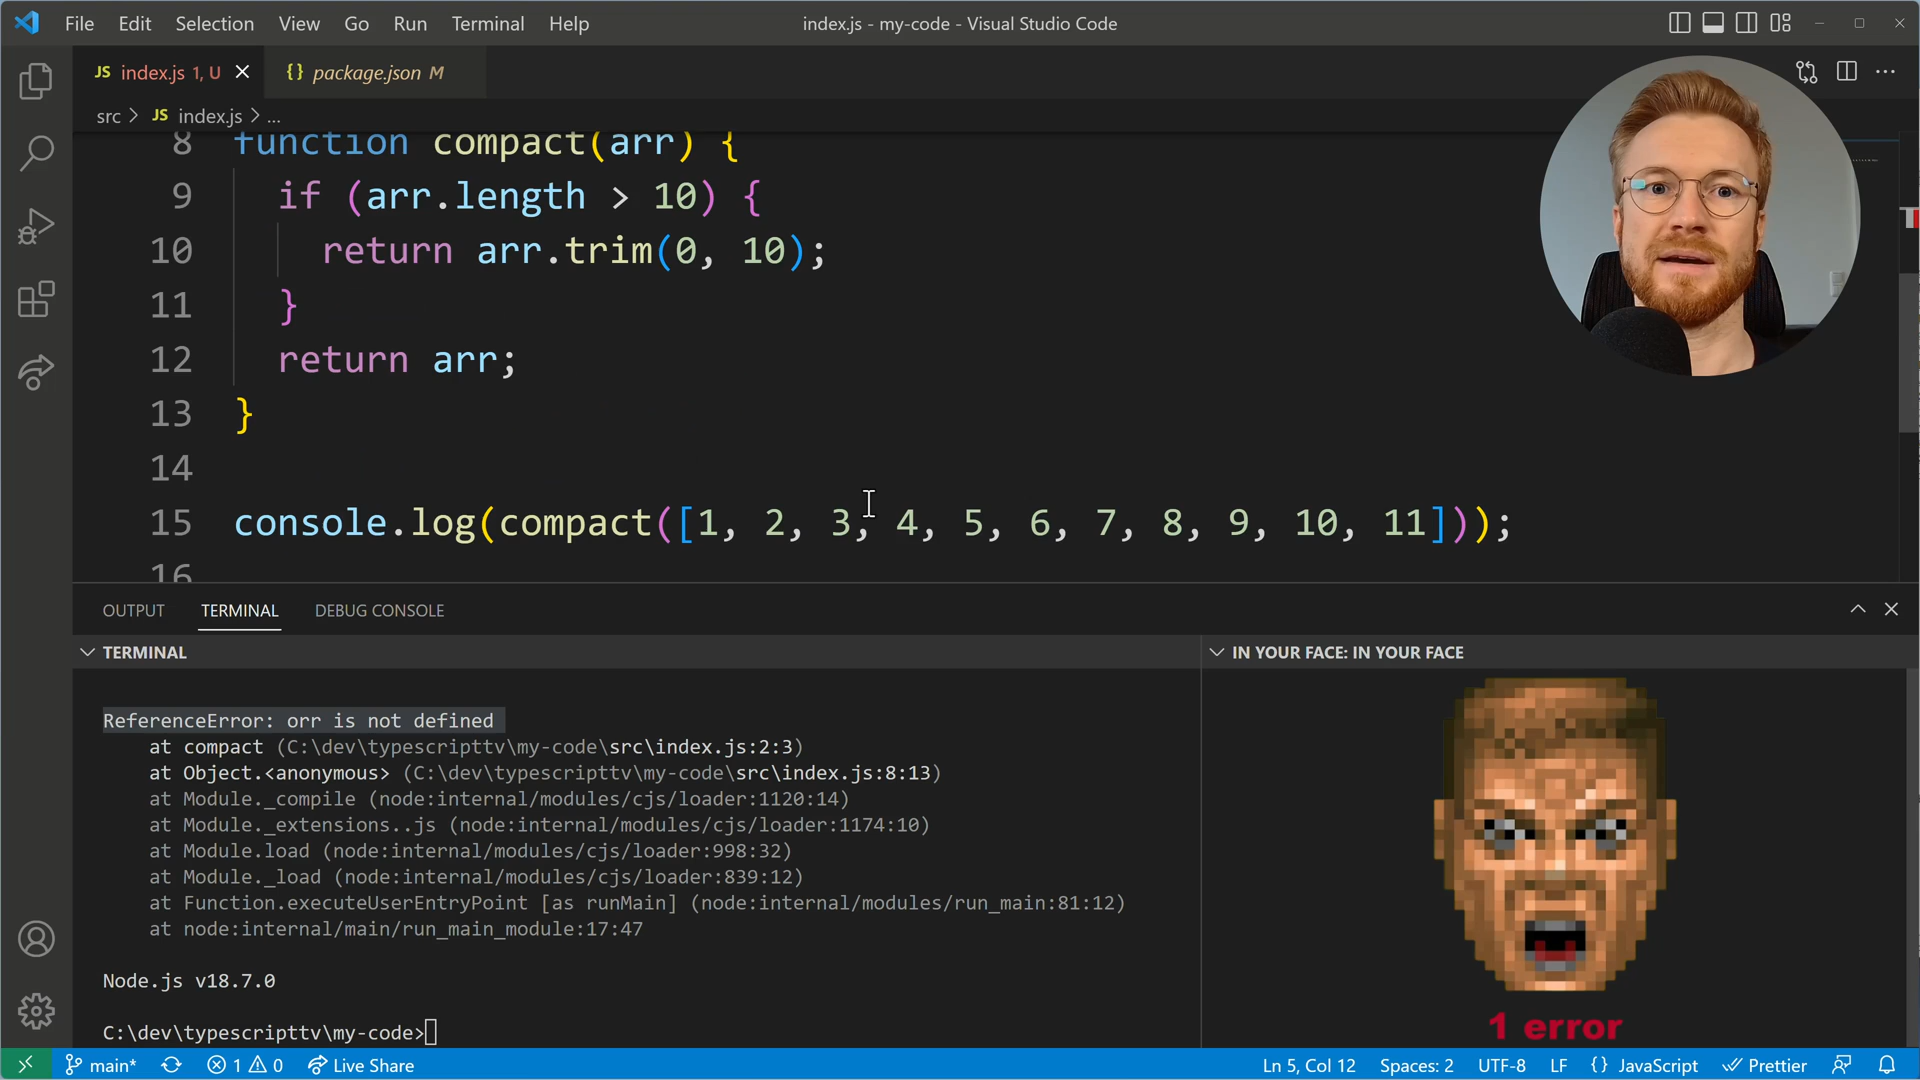 File Edit Selection View Go Run Terminal Help
index.js - my-code - Visual Studio Code
JS index.js 1, U
{} package.json M
src > JS index.js > ...
8 function compact(arr) {
9 if (arr.length > 10) {
10 return arr.trim(0, 10);
11 }
12 return arr;
13 }
14
15 console.log(compact([1, 2, 3, 4, 5, 6, 7, 8, 9, 10, 11]));
16
OUTPUT TERMINAL DEBUG CONSOLE
TERMINAL
ReferenceError: orr is not defined
at compact (C:\dev\typescripttv\my-code\src\index.js:2:3)
at Object.<anonymous> (C:\dev\typescripttv\my-code\src\index.js:8:13)
at Module._compile (node:internal/modules/cjs/loader:1120:14)
at Module._extensions..js (node:internal/modules/cjs/loader:1174:10)
at Module.load (node:internal/modules/cjs/loader:998:32)
at Module._load (node:internal/modules/cjs/loader:839:12)
at Function.executeUserEntryPoint [as runMain] (node:internal/modules/run_main:81:12)
at node:internal/main/run_main_module:17:47
Node.js v18.7.0
C:\dev\typescripttv\my-code>
IN YOUR FACE: IN YOUR FACE
1 error
main* 1 0 Live Share
Ln 5, Col 12 Spaces: 2 UTF-8 LF {} JavaScript Prettier